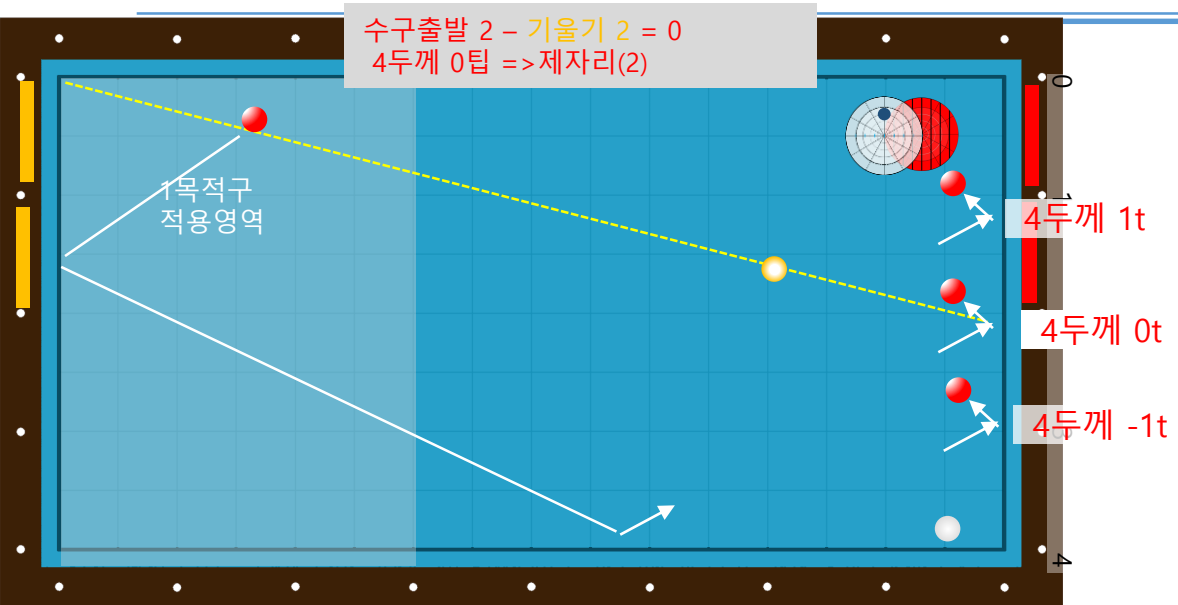 수구출발 2 – 기울기 2 = 0
4두께 0팁 =>제자리(2)
0
1목적구
적용영역
1
4두께 1t
4두께 0t
4두께 -1t
3
4